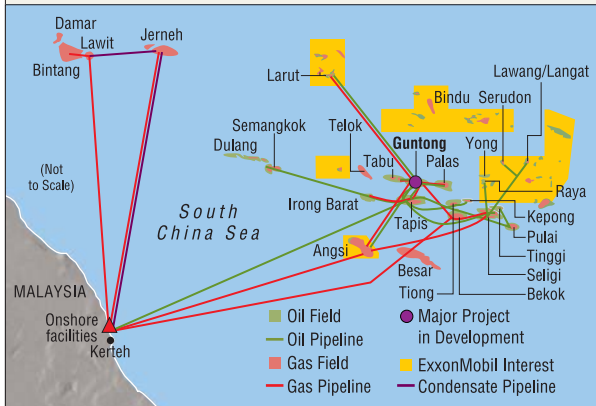 Damar
Lawit
Bintang
Jerneh
Larut
Lawang/Langat
Bindu
Serudon
Semangkok
Dulang
Telok
Guntong
Yong
Tabu
Palas
(Not
to Scale)
Raya
Irong Barat
South
China Sea
Tapis
Kepong
Pulai
Angsi
Besar
Tinggi
Seligi
Tiong
Bekok
MALAYSIA
Onshore
facilities
Kerteh
Oil Field
Oil Pipeline
Gas Field
Gas Pipeline
Major Project
in Development
ExxonMobil Interest
Condensate Pipeline